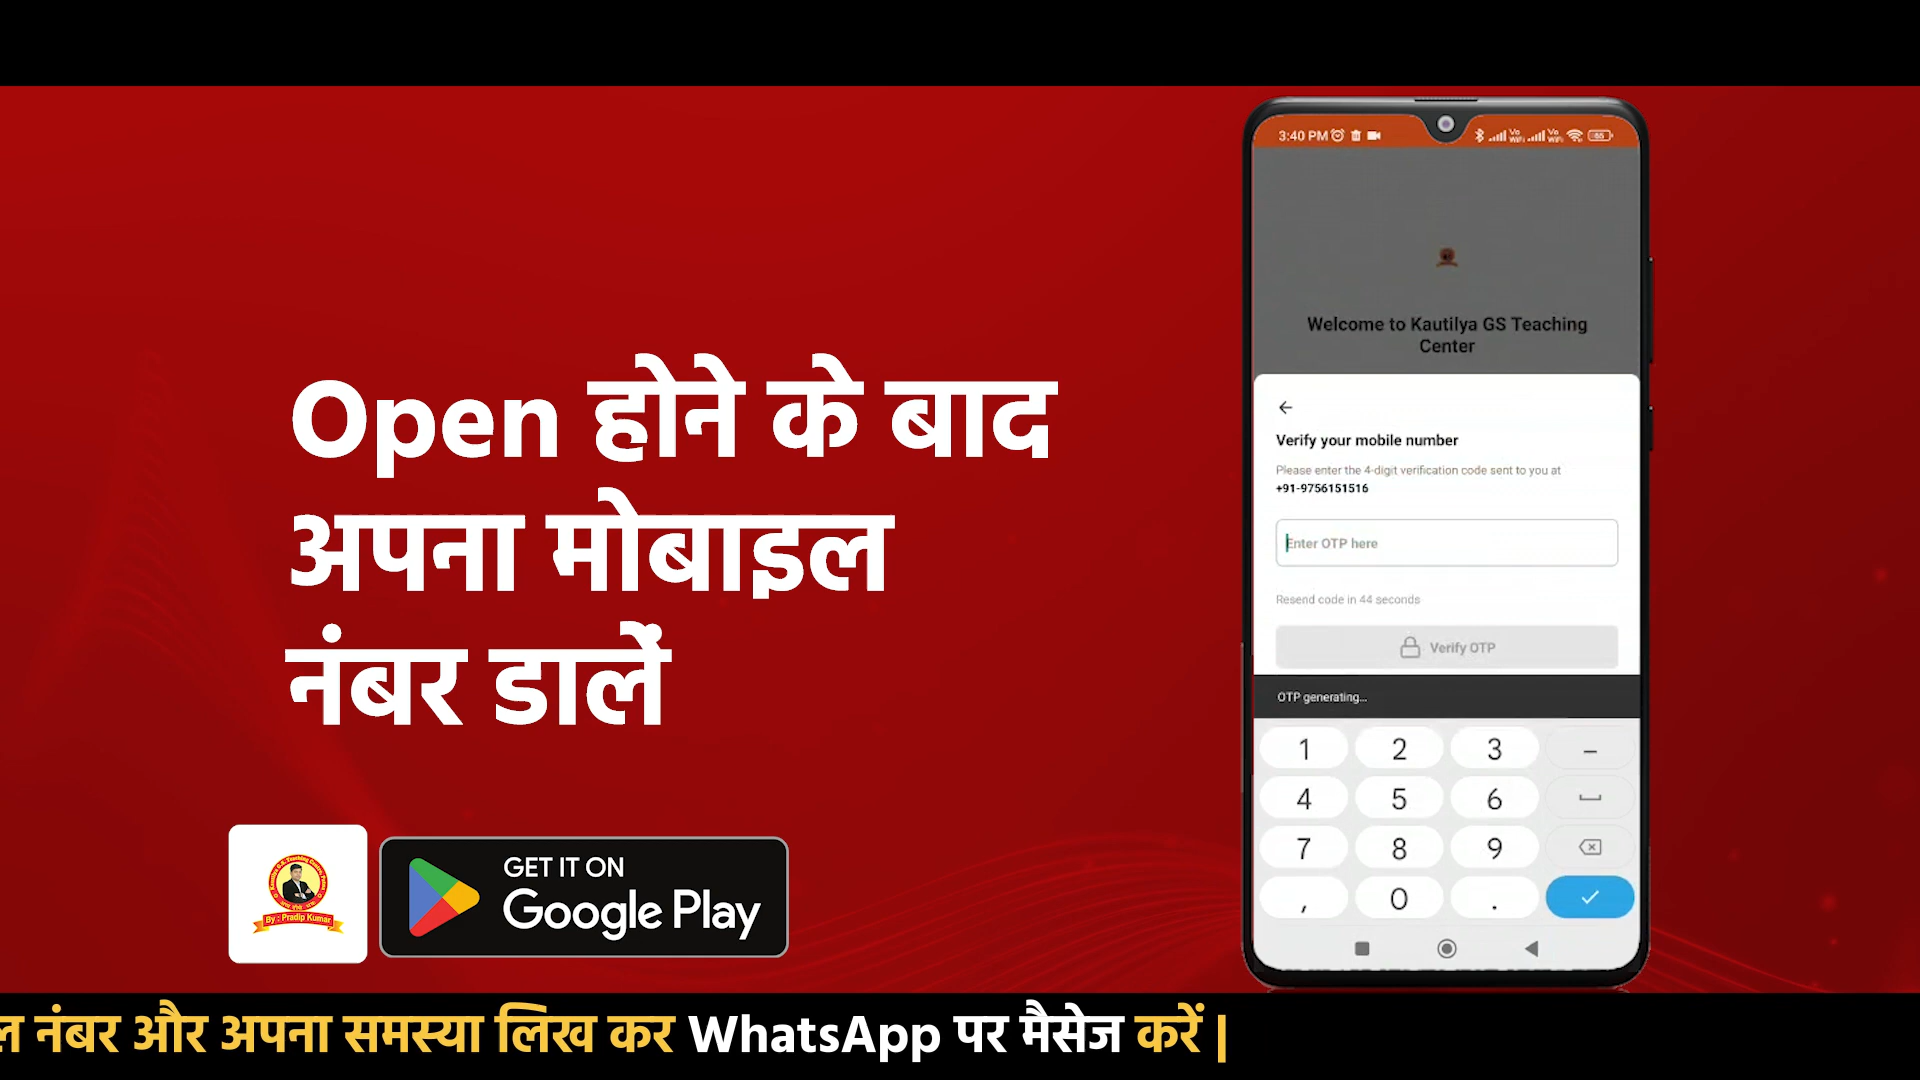 Open होने के बाद
अपना मोबाइल
नंबर डालें
GET IT ON
Google Play
By : Pradip Kumar
3:40 PM
Welcome to Kautilya GS Teaching
Center
Verify your mobile number
Please enter the 4-digit verification code sent to you at
+91-9756151516
Enter OTP here
Resend code in 44 seconds
Verify OTP
OTP generating...
1 2 3 –
4 5 6
7 8 9
, 0 .
नंबर और अपना समस्या लिख कर WhatsApp पर मैसेज करें |